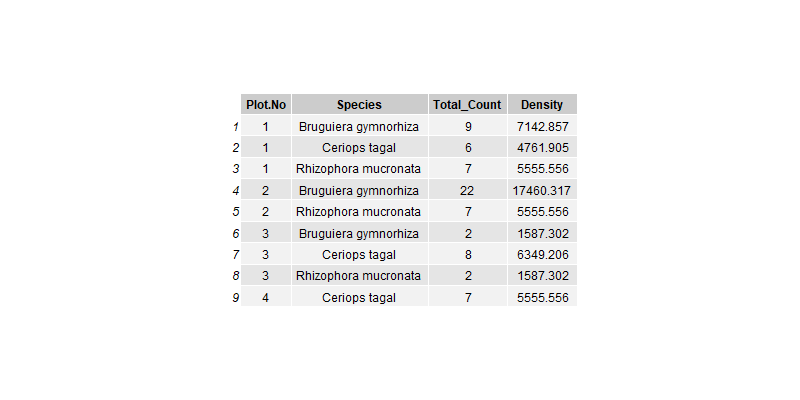 Plot.No Species Total_Count Density
1 1 Bruguiera gymnorhiza 9 7142.857
2 1 Ceriops tagal 6 4761.905
3 1 Rhizophora mucronata 7 5555.556
4 2 Bruguiera gymnorhiza 22 17460.317
5 2 Rhizophora mucronata 7 5555.556
6 3 Bruguiera gymnorhiza 2 1587.302
7 3 Ceriops tagal 8 6349.206
8 3 Rhizophora mucronata 2 1587.302
9 4 Ceriops tagal 7 5555.556